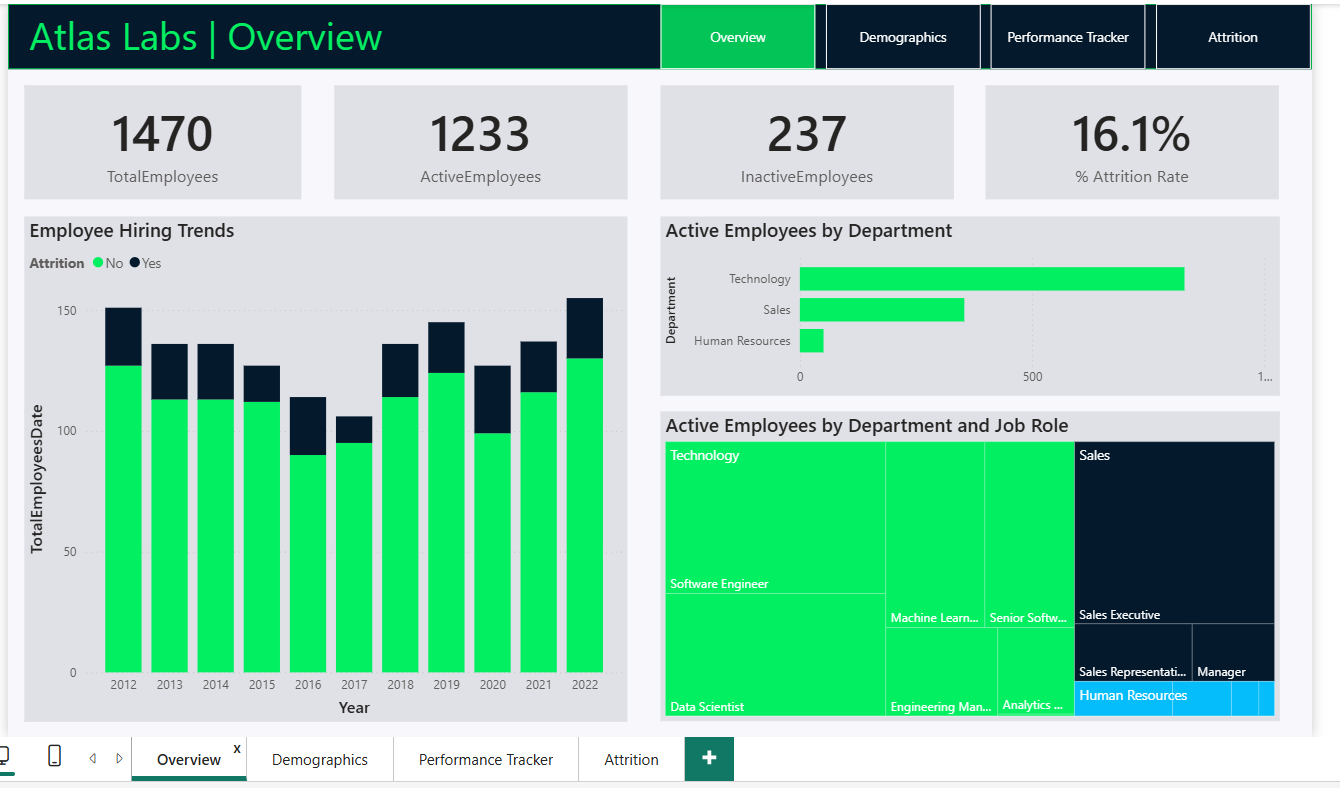 Atlas Labs | Overview
Overview
Demographics
Performance Tracker
Attrition
1470
TotalEmployees
1233
ActiveEmployees
237
InactiveEmployees
16.1%
% Attrition Rate
Employee Hiring Trends
Attrition No Yes
150
100
50
0
TotalEmployeesDate
2012 2013 2014 2015 2016 2017 2018 2019 2020 2021 2022
Year
Active Employees by Department
Department
Technology
Sales
Human Resources
0 500 1...
Active Employees by Department and Job Role
Technology
Software Engineer
Data Scientist
Machine Learn...
Senior Softw...
Engineering Man...
Analytics ...
Sales
Sales Executive
Sales Representati...
Manager
Human Resources
Overview x
Demographics
Performance Tracker
Attrition
+